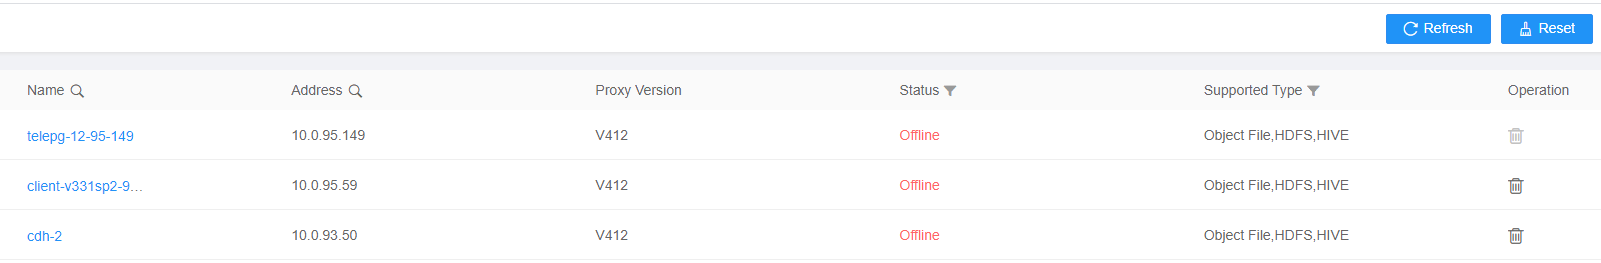 Refresh Reset
Name Address Proxy Version Status Supported Type Operation
telepg-12-95-149 10.0.95.149 V412 Offline Object File,HDFS,HIVE
client-v331sp2-9... 10.0.95.59 V412 Offline Object File,HDFS,HIVE
cdh-2 10.0.93.50 V412 Offline Object File,HDFS,HIVE